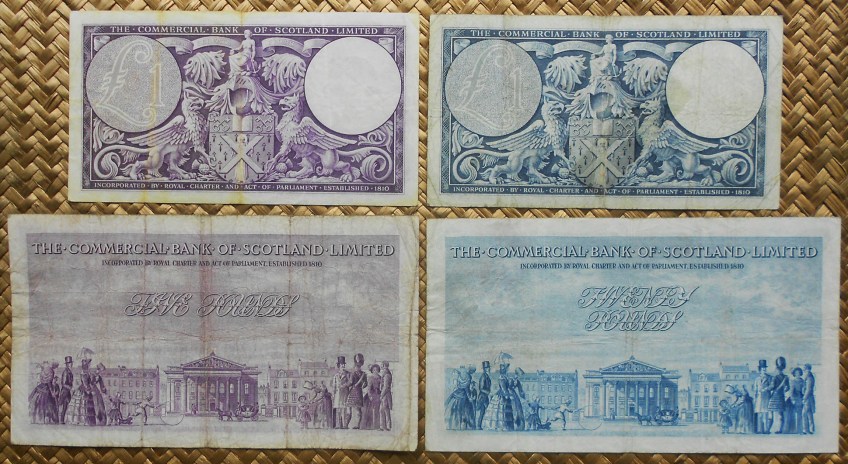 THE·COMMERCIAL·BANK·OF·SCOTLAND·LIMITED
£1
INCORPORATED·BY·ROYAL·CHARTER·AND·ACT·OF·PARLIAMENT·ESTABLISHED·1810
THE·COMMERCIAL·BANK·OF·SCOTLAND·LIMITED
£1
INCORPORATED·BY·ROYAL·CHARTER·AND·ACT·OF·PARLIAMENT·ESTABLISHED·1810
THE·COMMERCIAL·BANK·OF·SCOTLAND·LIMITED
INCORPORATED BY ROYAL CHARTER AND ACT OF PARLIAMENT, ESTABLISHED 1810
FIVE POUNDS
THE·COMMERCIAL·BANK·OF·SCOTLAND·LIMITED
INCORPORATED BY ROYAL CHARTER AND ACT OF PARLIAMENT, ESTABLISHED 1810
TWENTY
POUNDS